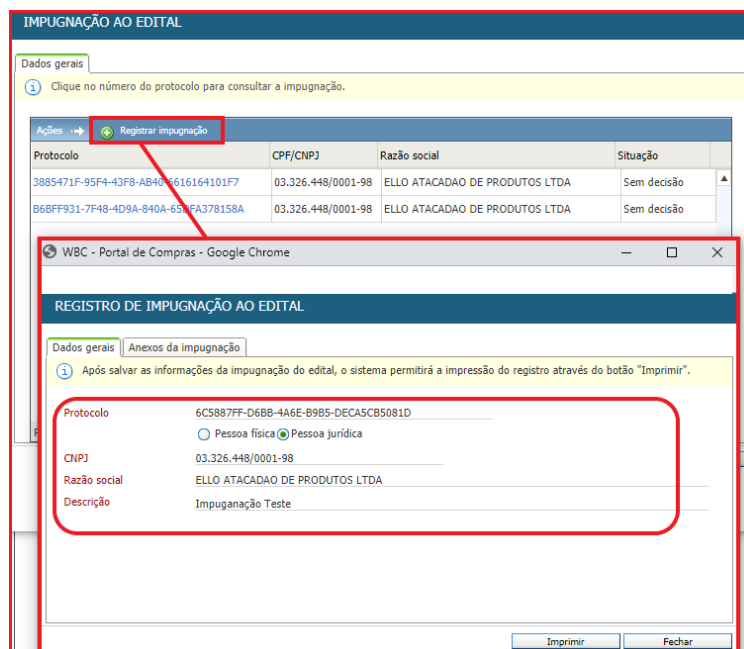 IMPUGNAÇÃO AO EDITAL
Dados gerais
Clique no número do protocolo para consultar a impugnação.
Ações Registrar impugnação
Protocolo CPF/CNPJ Razão social Situação
3885471F-95F4-43F8-AB40-6616164101F7 03.326.448/0001-98 ELLO ATACADAO DE PRODUTOS LTDA Sem decisão
B6BFF931-7F48-4D9A-840A-65DFA378158A 03.326.448/0001-98 ELLO ATACADAO DE PRODUTOS LTDA Sem decisão
WBC - Portal de Compras - Google Chrome
REGISTRO DE IMPUGNAÇÃO AO EDITAL
Dados gerais Anexos da impugnação
Após salvar as informações da impugnação do edital, o sistema permitirá a impressão do registro através do botão "Imprimir".
Protocolo 6C5887FF-D6BB-4A6E-B9B5-DECA5CB5081D
Pessoa física Pessoa jurídica
CNPJ 03.326.448/0001-98
Razão social ELLO ATACADAO DE PRODUTOS LTDA
Descrição Impuganação Teste
Imprimir Fechar